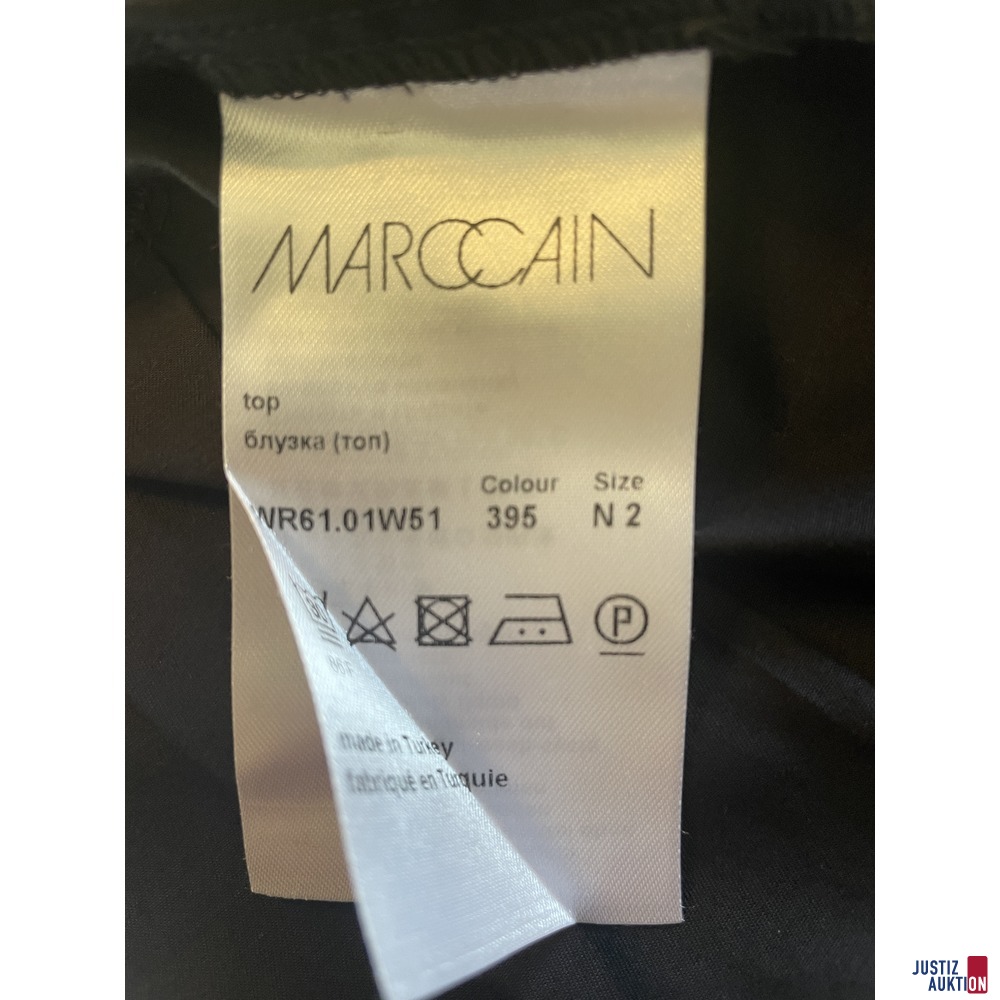 MARCCAIN
top
блузка (топ)
Colour Size
WR61.01W51 395 N 2
P
made in Turkey
fabriqué en Turquie
JUSTIZ
AUKTION